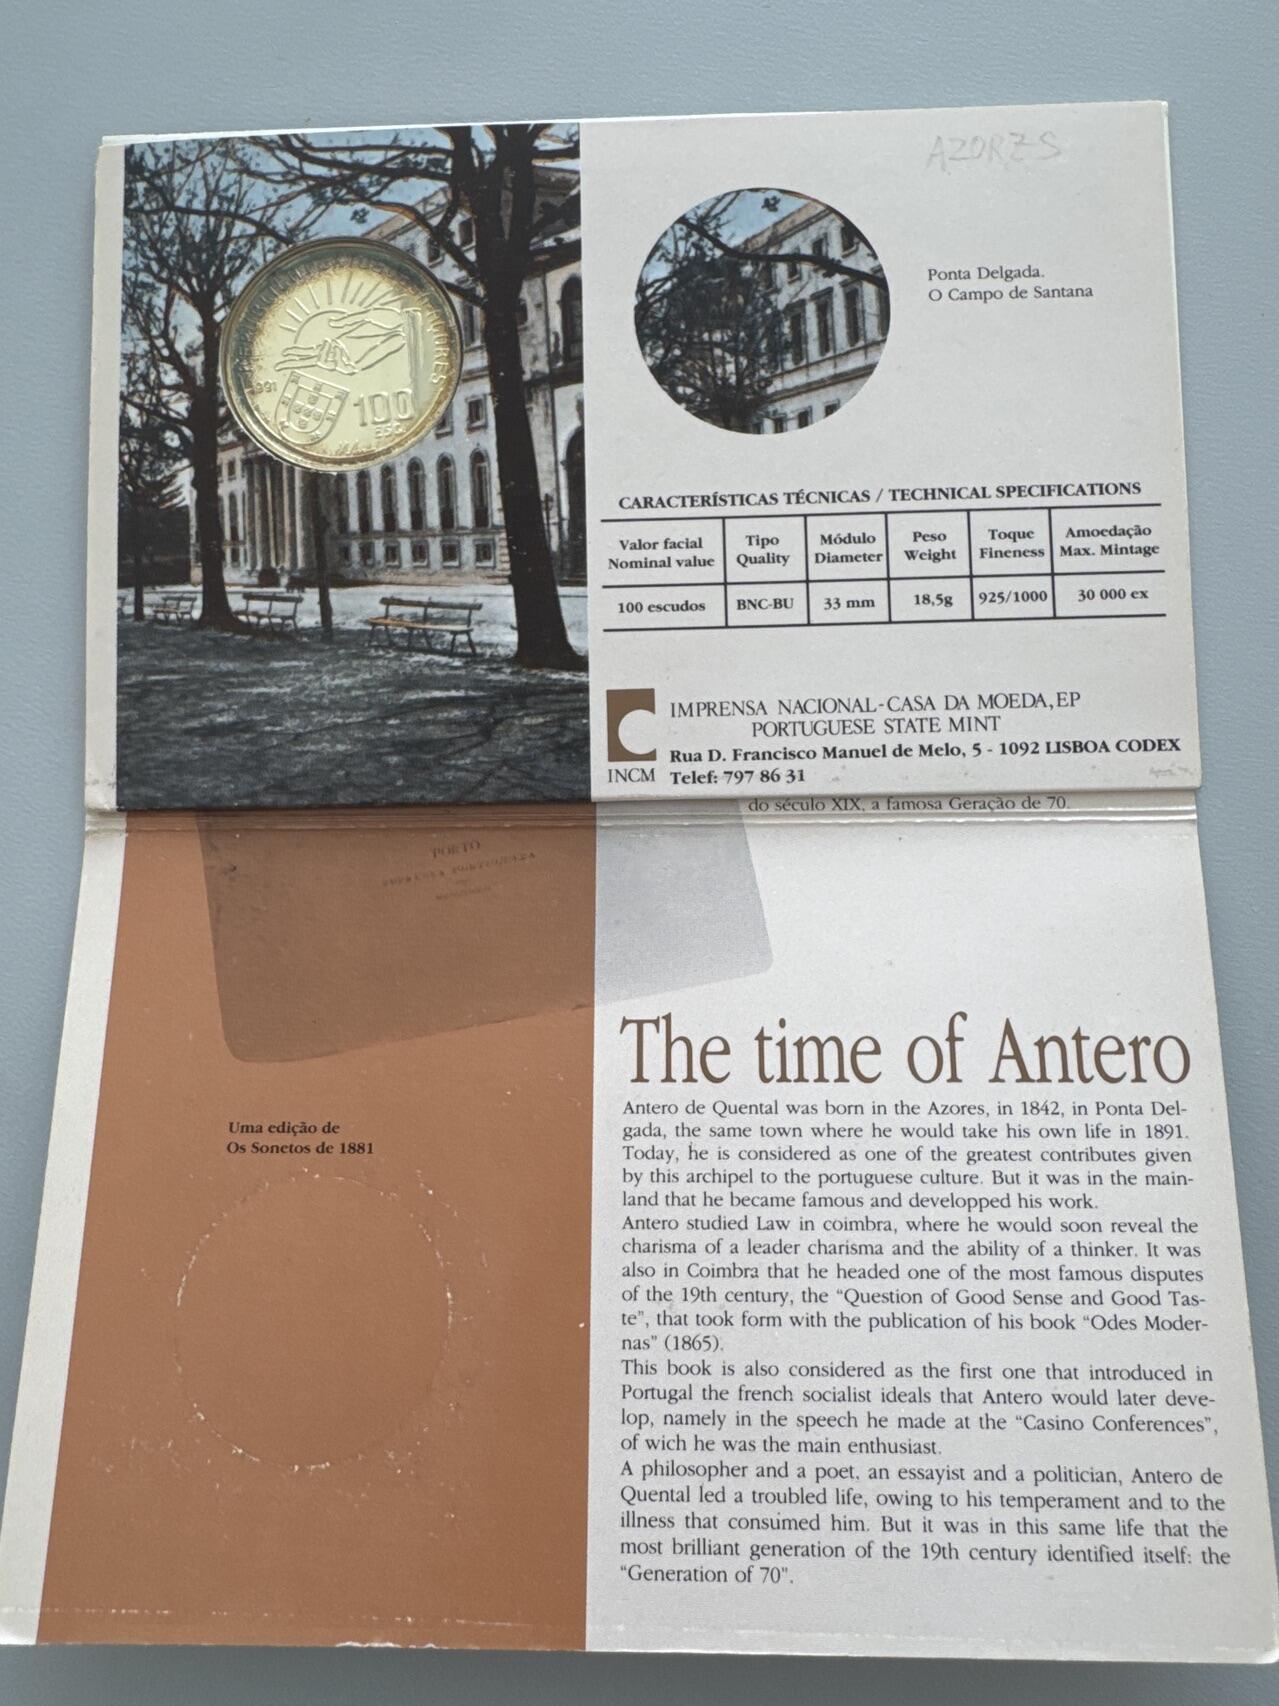 AZORES
Ponta Delgada.
O Campo de Santana
AÇORES
1991
100
ESC.
CARACTERÍSTICAS TÉCNICAS / TECHNICAL SPECIFICATIONS
Valor facial Tipo Módulo Peso Toque Amoedação
Nominal value Quality Diameter Weight Fineness Max. Mintage
100 escudos BNC-BU 33 mm 18,5g 925/1000 30 000 ex
IMPRENSA NACIONAL-CASA DA MOEDA, EP
PORTUGUESE STATE MINT
Rua D. Francisco Manuel de Melo, 5 - 1092 LISBOA CODEX
INCM Telef: 797 86 31
do século XIX, a famosa Geração de 70.
PORTO
Uma edição de
Os Sonetos de 1881
The time of Antero
Antero de Quental was born in the Azores, in 1842, in Ponta Del-
gada, the same town where he would take his own life in 1891.
Today, he is considered as one of the greatest contributes given
by this archipel to the portuguese culture. But it was in the main-
land that he became famous and developped his work.
Antero studied Law in coimbra, where he would soon reveal the
charisma of a leader charisma and the ability of a thinker. It was
also in Coimbra that he headed one of the most famous disputes
of the 19th century, the “Question of Good Sense and Good Tas-
te”, that took form with the publication of his book “Odes Moder-
nas” (1865).
This book is also considered as the first one that introduced in
Portugal the french socialist ideals that Antero would later deve-
lop, namely in the speech he made at the “Casino Conferences”,
of wich he was the main enthusiast.
A philosopher and a poet, an essayist and a politician, Antero de
Quental led a troubled life, owing to his temperament and to the
illness that consumed him. But it was in this same life that the
most brilliant generation of the 19th century identified itself: the
“Generation of 70”.